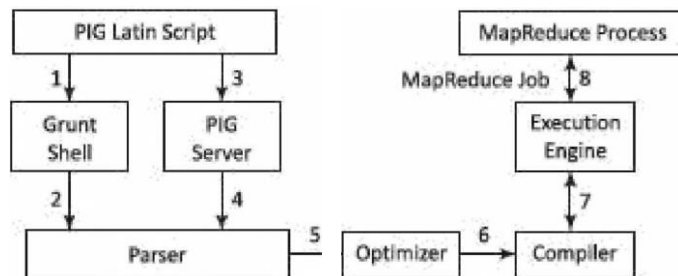 PIG Latin Script
MapReduce Process
1
3
MapReduce Job
8
Grunt
Shell
PIG
Server
Execution
Engine
2
4
7
Parser
5
Optimizer
6
Compiler